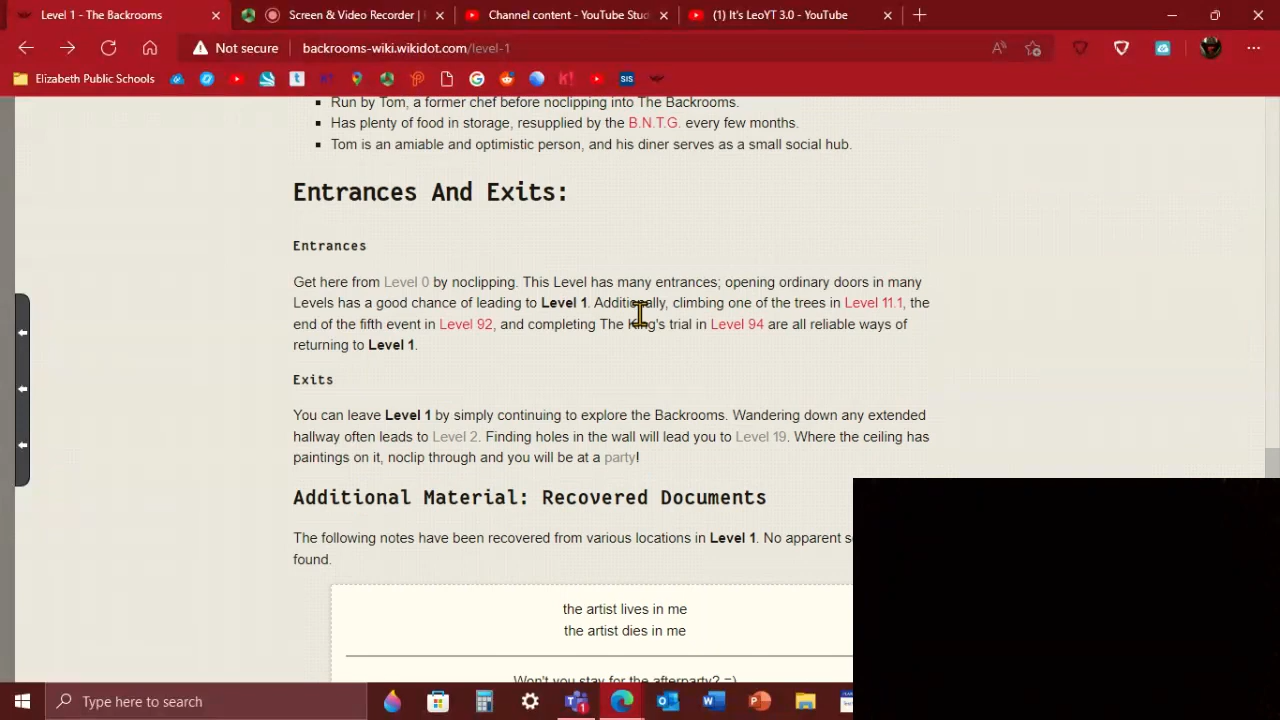 Level 1 - The Backrooms
Screen & Video Recorder |
Channel content - YouTube Stud
(1) It's LeoYT 3.0 - YouTube
Not secure
backrooms-wiki.wikidot.com/level-1
Elizabeth Public Schools
SIS
Run by Tom, a former chef before noclipping into The Backrooms.
Has plenty of food in storage, resupplied by the B.N.T.G. every few months.
Tom is an amiable and optimistic person, and his diner serves as a small social hub.
Entrances And Exits:
Entrances
Get here from Level 0 by noclipping. This Level has many entrances; opening ordinary doors in many
Levels has a good chance of leading to Level 1. Additionally, climbing one of the trees in Level 11.1, the
end of the fifth event in Level 92, and completing The King's trial in Level 94 are all reliable ways of
returning to Level 1.
Exits
You can leave Level 1 by simply continuing to explore the Backrooms. Wandering down any extended
hallway often leads to Level 2. Finding holes in the wall will lead you to Level 19. Where the ceiling has
paintings on it, noclip through and you will be at a party!
Additional Material: Recovered Documents
The following notes have been recovered from various locations in Level 1. No apparent s
found.
the artist lives in me
the artist dies in me
Won't you stay for the afterparty? =)
Type here to search